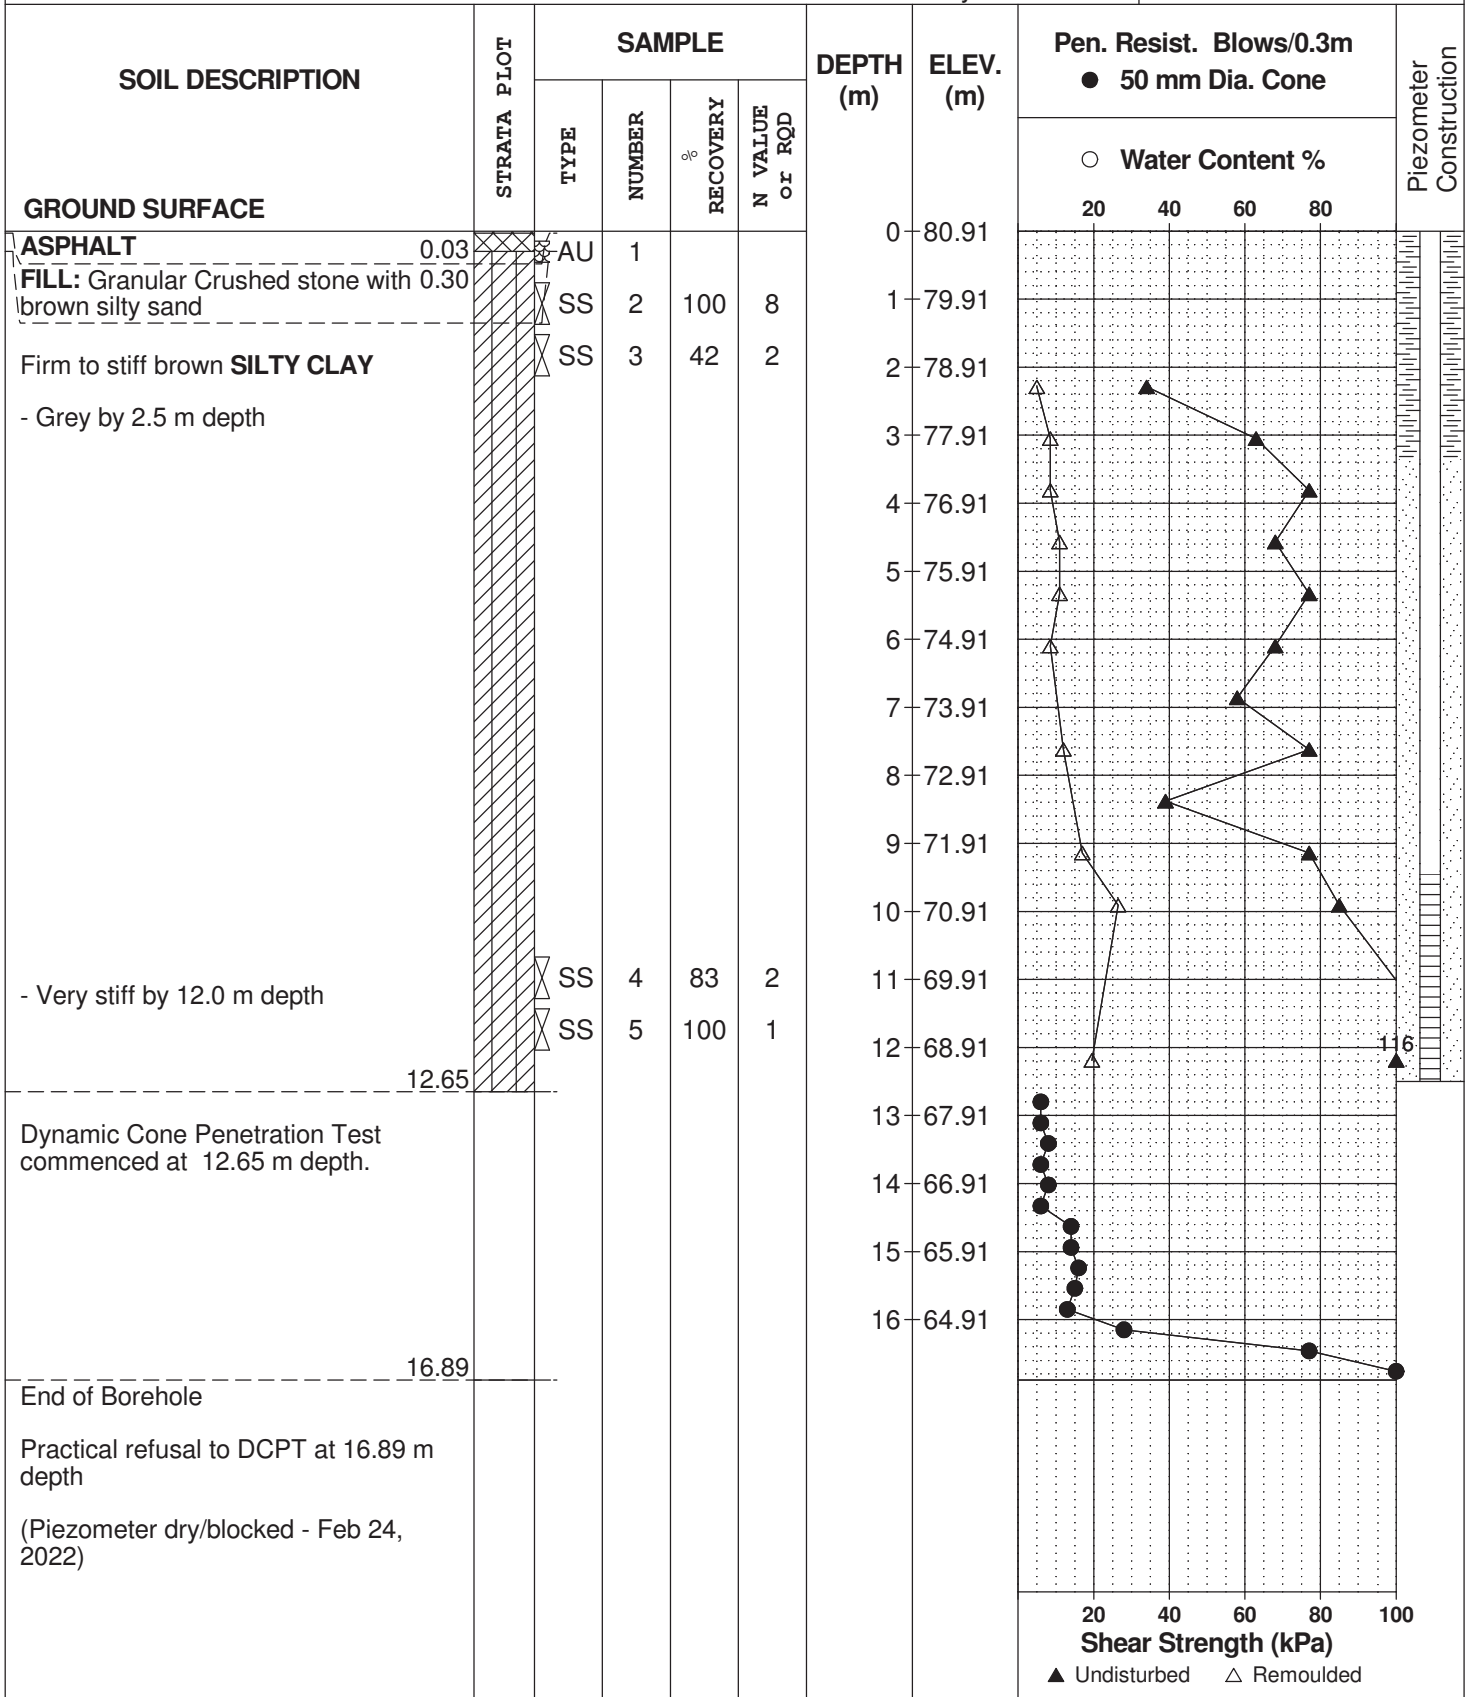 SOIL DESCRIPTION
GROUND SURFACE
STRATA PLOT
SAMPLE
TYPE
NUMBER
% RECOVERY
N VALUE or RQD
DEPTH (m)
ELEV. (m)
Pen. Resist. Blows/0.3m
● 50 mm Dia. Cone
○ Water Content %
20 40 60 80
Piezometer Construction
0 80.91
ASPHALT 0.03
AU 1
FILL: Granular Crushed stone with 0.30
brown silty sand
SS 2 100 8
1 79.91
Firm to stiff brown SILTY CLAY
SS 3 42 2
2 78.91
- Grey by 2.5 m depth
3 77.91
4 76.91
5 75.91
6 74.91
7 73.91
8 72.91
9 71.91
10 70.91
SS 4 83 2
11 69.91
- Very stiff by 12.0 m depth
SS 5 100 1
12 68.91
116
12.65
13 67.91
Dynamic Cone Penetration Test
commenced at 12.65 m depth.
14 66.91
15 65.91
16 64.91
16.89
End of Borehole
Practical refusal to DCPT at 16.89 m
depth
(Piezometer dry/blocked - Feb 24,
2022)
20 40 60 80 100
Shear Strength (kPa)
▲ Undisturbed △ Remoulded